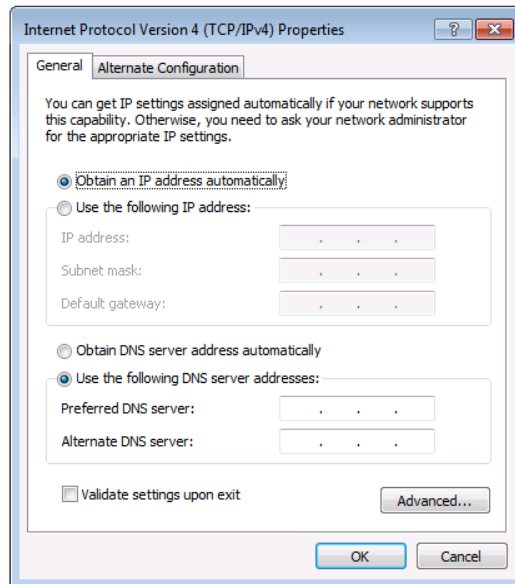 Internet Protocol Version 4 (TCP/IPv4) Properties
General
Alternate Configuration
You can get IP settings assigned automatically if your network supports
this capability. Otherwise, you need to ask your network administrator
for the appropriate IP settings.
Obtain an IP address automatically
Use the following IP address:
IP address:
Subnet mask:
Default gateway:
Obtain DNS server address automatically
Use the following DNS server addresses:
Preferred DNS server:
Alternate DNS server:
Validate settings upon exit
Advanced...
OK
Cancel